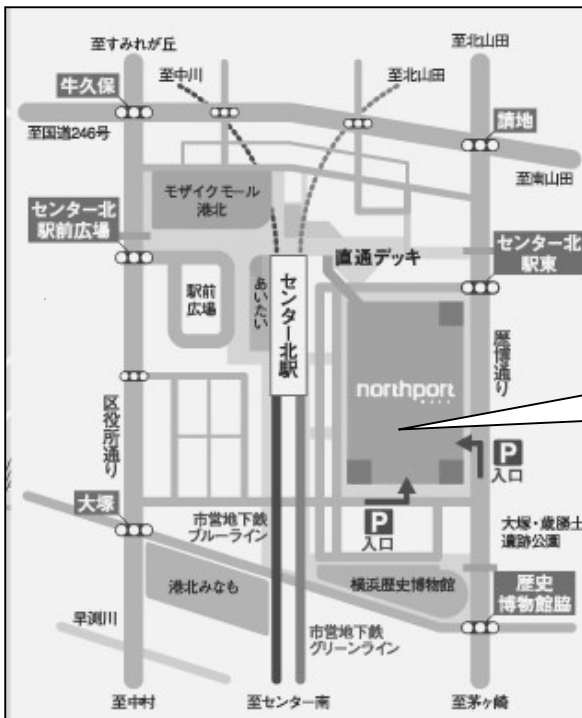 至すみれが丘
至北山田
至中川
至北山田
牛久保
至国道246号
請地
至南山田
モザイクモール
港北
センター北
駅前広場
センター北
駅東
直通デッキ
駅前
広場
あいたい
センター北駅
northport
歴博通り
区役所通り
P
入口
P
入口
大塚
市営地下鉄
ブルーライン
大塚・歳勝土
遺跡公園
港北みなも
横浜歴史博物館
歴史
博物館脇
早渕川
市営地下鉄
グリーンライン
至中村
至センター南
至茅ヶ崎